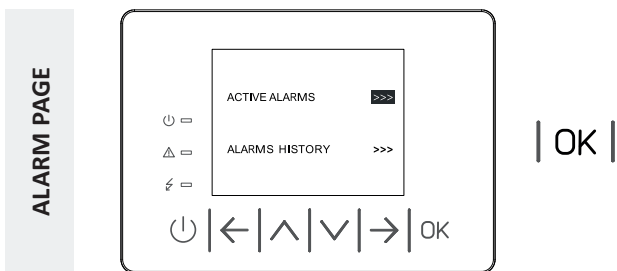 ALARM PAGE
ACTIVE ALARMS >>>
ALARMS HISTORY >>>
OK
OK